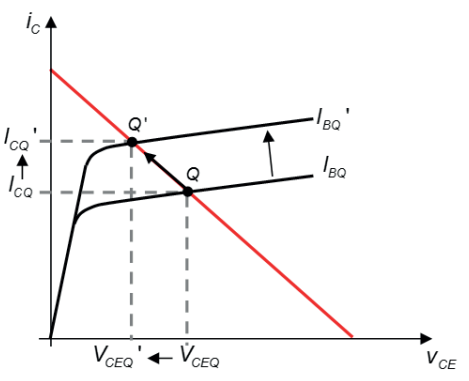 i_C
I_BQ'
Q'
I_CQ'
I_BQ
Q
I_CQ
V_CEQ' V_CEQ
v_CE